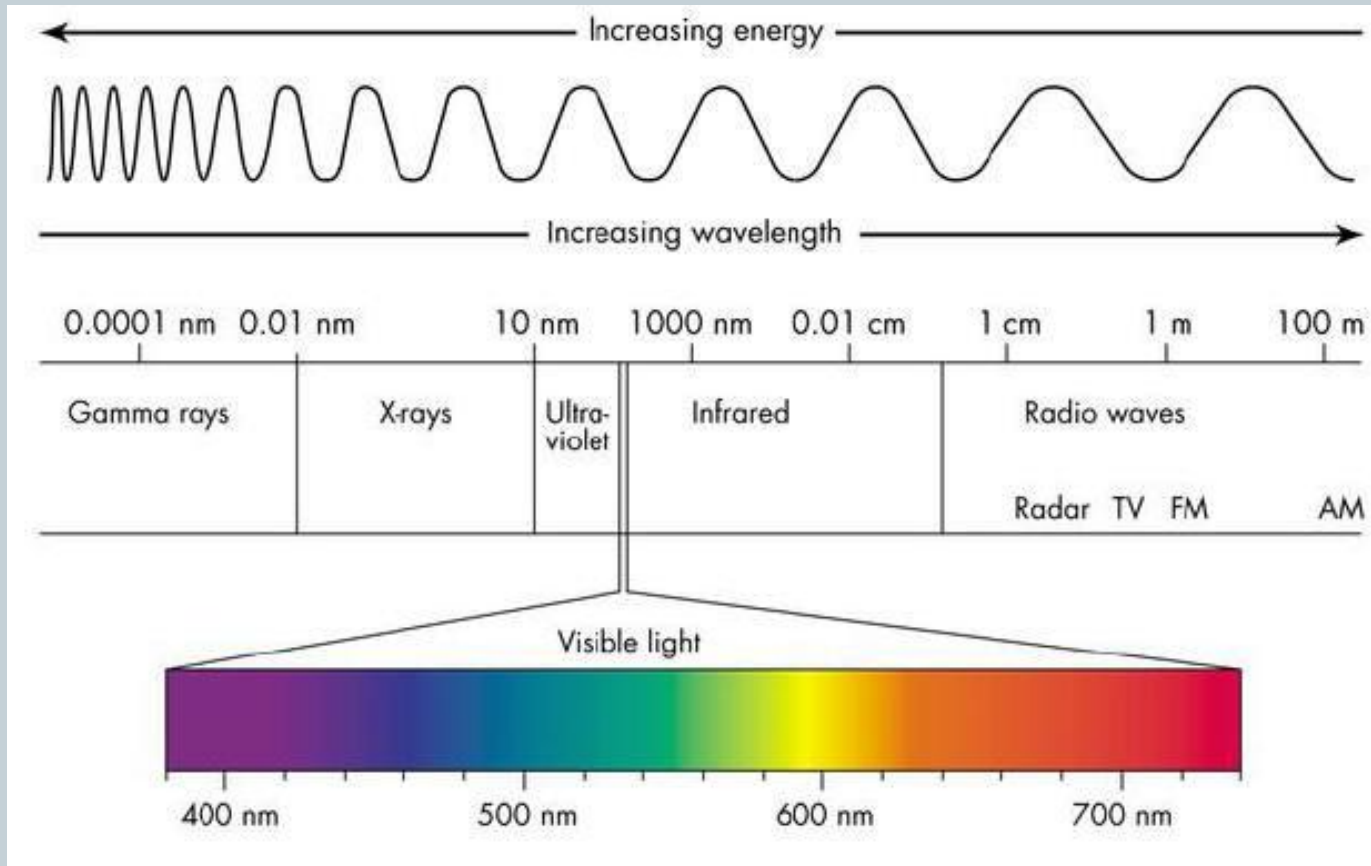 Increasing energy
Increasing wavelength
0.0001 nm 0.01 nm 10 nm 1000 nm 0.01 cm 1 cm 1 m 100 m
Gamma rays X-rays Ultra- Infrared Radio waves
violet
Radar TV FM AM
Visible light
400 nm 500 nm 600 nm 700 nm